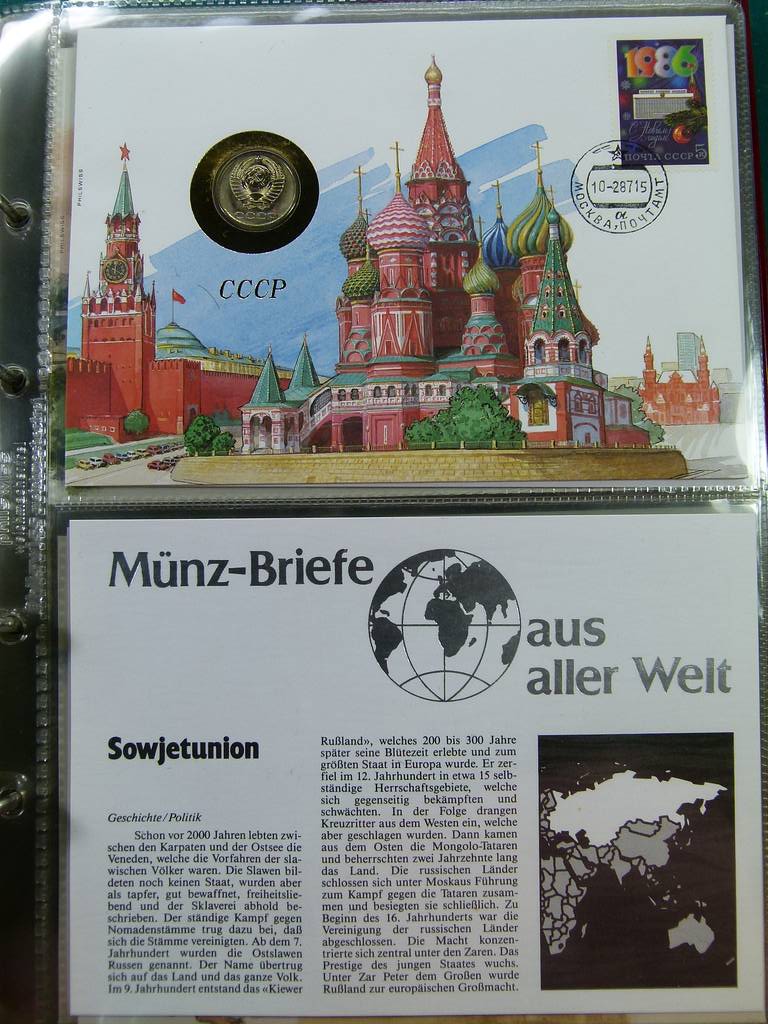 1986
С Новым годом
ПОЧТА СССР
5к
10-28715
МОСКВА, ПОЧТАМТ
PHILSWISS
PHILSWISS
СССР
CCCP
Münz-Briefe
aus
aller Welt
Sowjetunion
Geschichte/Politik
Schon vor 2000 Jahren lebten zwi-
schen den Karpaten und der Ostsee die
Veneden, welche die Vorfahren der sla-
wischen Völker waren. Die Slawen bil-
deten noch keinen Staat, wurden aber
als tapfer, gut bewaffnet, freiheitslie-
bend und der Sklaverei abhold be-
schrieben. Der ständige Kampf gegen
Nomadenstämme trug dazu bei, daß
sich die Stämme vereinigten. Ab dem 7.
Jahrhundert wurden die Ostslawen
Russen genannt. Der Name übertrug
sich auf das Land und das ganze Volk.
Im 9. Jahrhundert entstand das «Kiewer
Rußland», welches 200 bis 300 Jahre
später seine Blütezeit erlebte und zum
größten Staat in Europa wurde. Er zer-
fiel im 12. Jahrhundert in etwa 15 selb-
ständige Herrschaftsgebiete, welche
sich gegenseitig bekämpften und
schwächten. In der Folge drangen
Kreuzritter aus dem Westen ein, welche
aber geschlagen wurden. Dann kamen
aus dem Osten die Mongolo-Tataren
und beherrschten zwei Jahrzehnte lang
das Land. Die russischen Länder
schlossen sich unter Moskaus Führung
zum Kampf gegen die Tataren zusam-
men und besiegten sie schließlich. Zu
Beginn des 16. Jahrhunderts war die
Vereinigung der russischen Länder
abgeschlossen. Die Macht konzen-
trierte sich zentral unter den Zaren. Das
Prestige des jungen Staates wuchs.
Unter Zar Peter dem Großen wurde
Rußland zur europäischen Großmacht.